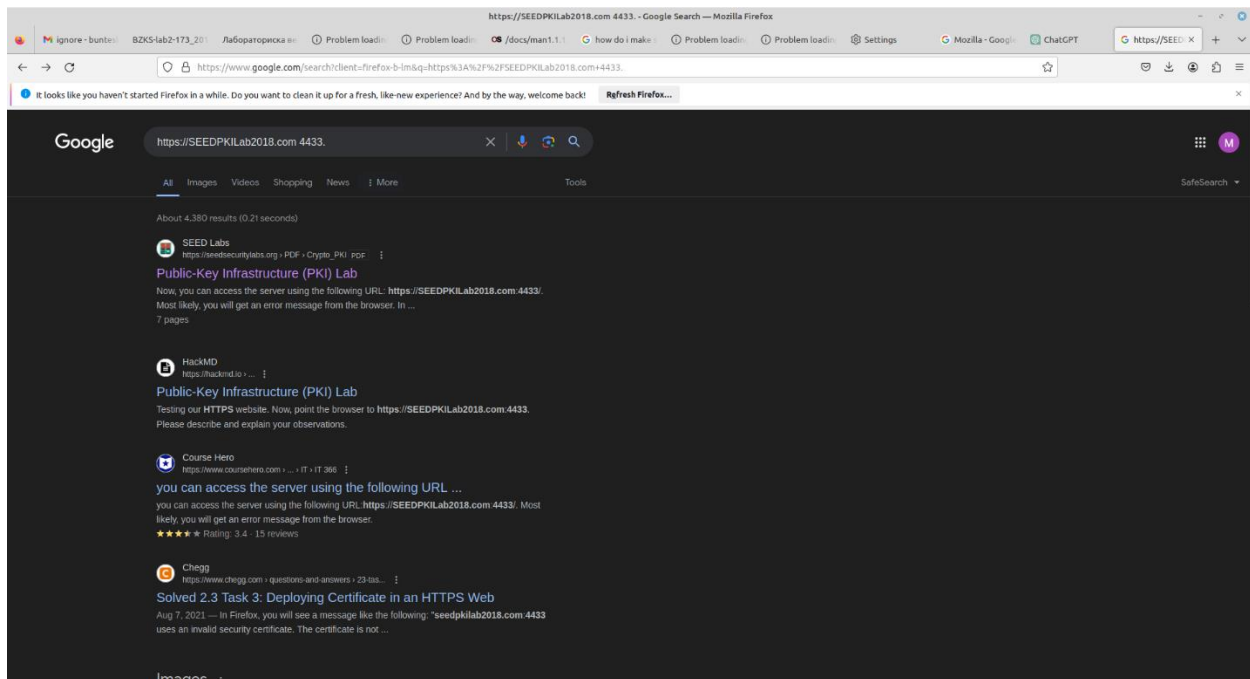 https://SEEDPKILab2018.com 4433. - Google Search — Mozilla Firefox
M ignore - buntes
BZKS-lab2-173_201
Лабораториска ве
Problem loadin
Problem loadin
OS /docs/man1.1.1
G how do i make s
Problem loadin
Problem loadin
Settings
G Mozilla - Googl
ChatGPT
G https://SEED
https://www.google.com/search?client=firefox-b-lm&q=https%3A%2F%2FSEEDPKILab2018.com+4433.
It looks like you haven't started Firefox in a while. Do you want to clean it up for a fresh, like-new experience? And by the way, welcome back! Refresh Firefox...
Google
https://SEEDPKILab2018.com 4433.
M
All Images Videos Shopping News More Tools
SafeSearch
About 4,380 results (0.21 seconds)
SEED Labs
https://seedsecuritylabs.org › PDF › Crypto_PKI PDF
Public-Key Infrastructure (PKI) Lab
Now, you can access the server using the following URL: https://SEEDPKILab2018.com:4433/.
Most likely, you will get an error message from the browser. In ...
7 pages
HackMD
https://hackmd.io › ...
Public-Key Infrastructure (PKI) Lab
Testing our HTTPS website. Now, point the browser to https://SEEDPKILab2018.com:4433.
Please describe and explain your observations.
Course Hero
https://www.coursehero.com › ... › IT › IT 366
you can access the server using the following URL ...
you can access the server using the following URL:https://SEEDPKILab2018.com:4433/. Most
likely, you will get an error message from the browser.
Rating: 3.4 · 15 reviews
Chegg
https://www.chegg.com › questions-and-answers › 23-tas...
Solved 2.3 Task 3: Deploying Certificate in an HTTPS Web
Aug 7, 2021 — In Firefox, you will see a message like the following: "seedpkilab2018.com:4433
uses an invalid security certificate. The certificate is not ...
Images